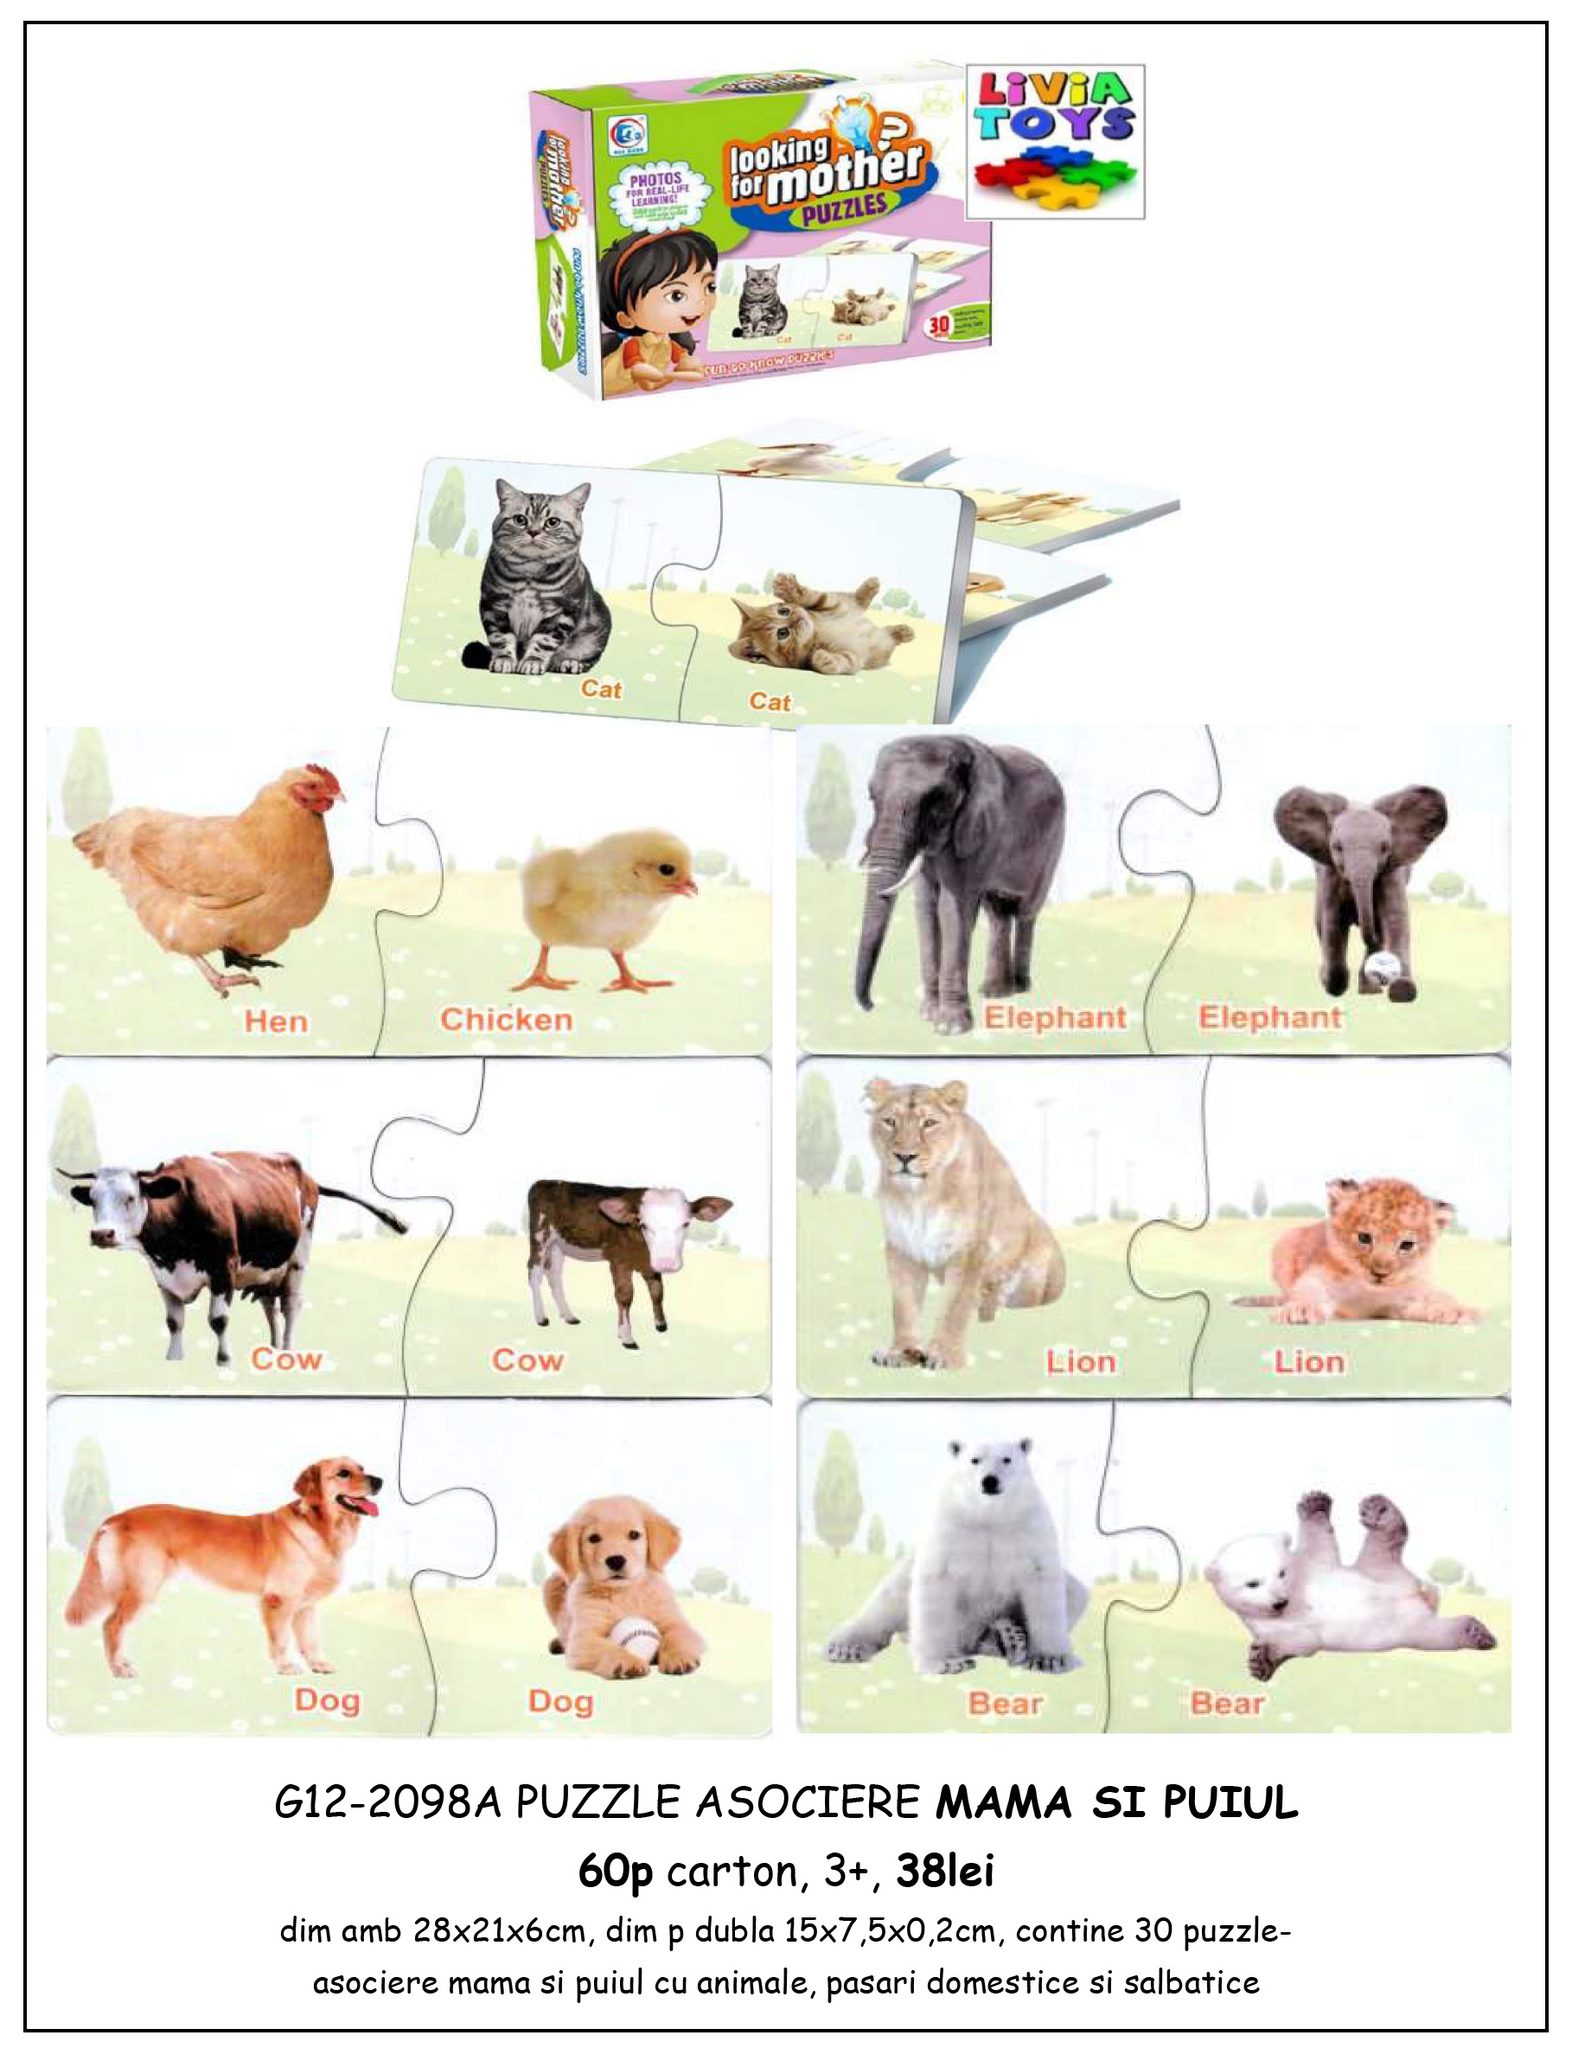 LiViA
TOYS
PHOTOS
FOR REAL-LIFE
LEARNING!
looking
for mother
PUZZLES
Cat
Cat
30
FUN TO KNOW PUZZLES
Cat
Cat
Hen
Chicken
Elephant
Elephant
Cow
Cow
Lion
Lion
Dog
Dog
Bear
Bear
G12-2098A PUZZLE ASOCIERE MAMA SI PUIUL
60p carton, 3+, 38lei
dim amb 28x21x6cm, dim p dubla 15x7,5x0,2cm, contine 30 puzzle-
asociere mama si puiul cu animale, pasari domestice si salbatice